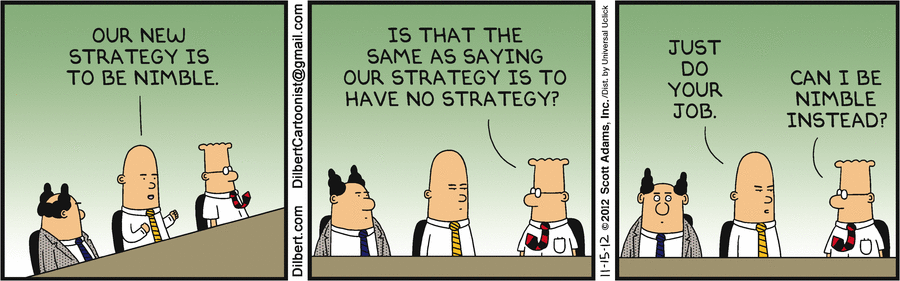 OUR NEW
STRATEGY IS
TO BE NIMBLE.
Dilbert.com DilbertCartoonist@gmail.com
IS THAT THE
SAME AS SAYING
OUR STRATEGY IS TO
HAVE NO STRATEGY?
11-15-12 ©2012 Scott Adams, Inc. /Dist. by Universal Uclick
JUST
DO
YOUR
JOB.
CAN I BE
NIMBLE
INSTEAD?